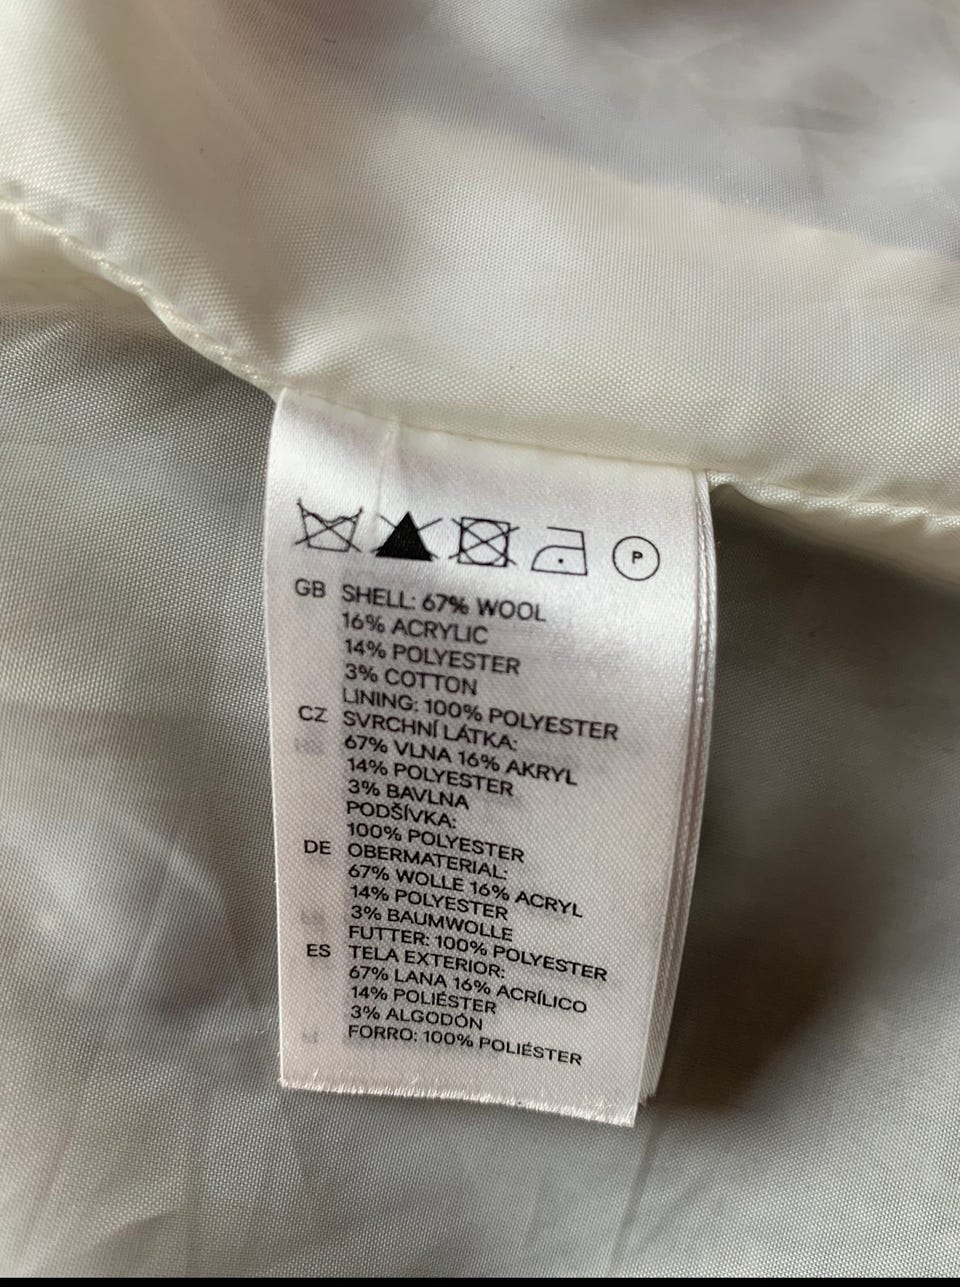 P
GB SHELL: 67% WOOL
16% ACRYLIC
14% POLYESTER
3% COTTON
LINING: 100% POLYESTER
CZ SVRCHNÍ LÁTKA:
67% VLNA 16% AKRYL
14% POLYESTER
3% BAVLNA
PODŠÍVKA:
100% POLYESTER
DE OBERMATERIAL:
67% WOLLE 16% ACRYL
14% POLYESTER
3% BAUMWOLLE
FUTTER: 100% POLYESTER
ES TELA EXTERIOR:
67% LANA 16% ACRÍLICO
14% POLIÉSTER
3% ALGODÓN
FORRO: 100% POLIÉSTER